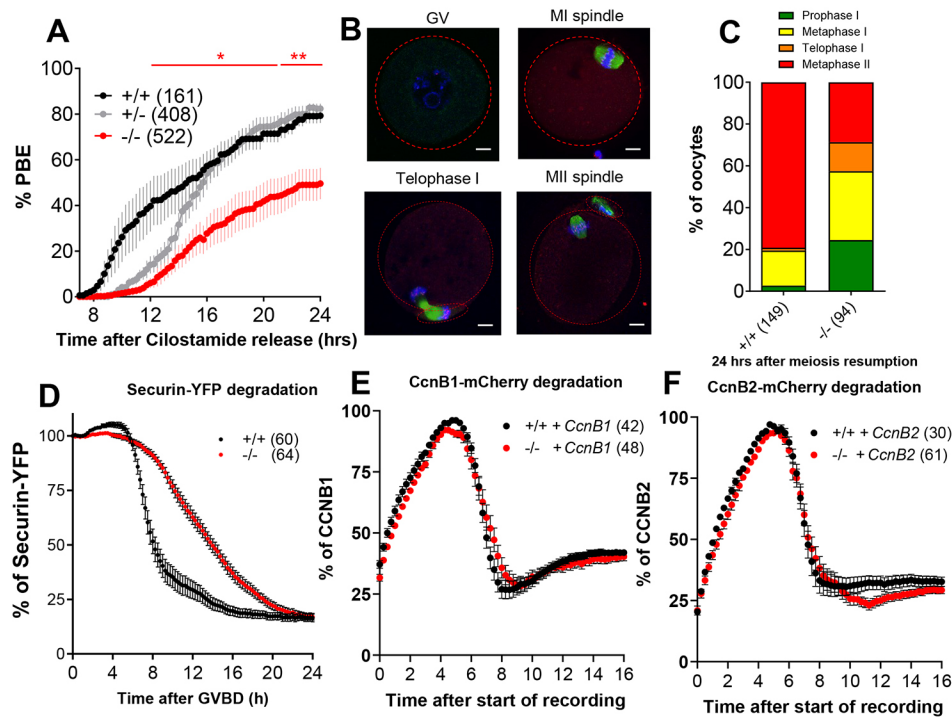 A
* **
+/+ (161)
+/- (408)
-/- (522)
% PBE
100
80
60
40
20
0
8 12 16 20 24
Time after Cilostamide release (hrs)
B
GV
MI spindle
Telophase I
MII spindle
C
Prophase I
Metaphase I
Telophase I
Metaphase II
% of oocytes
100
80
60
40
20
0
+/+ (149)
-/- (94)
24 hrs after meiosis resumption
D
Securin-YFP degradation
+/+ (60)
-/- (64)
% of Securin-YFP
100
75
50
25
0
0 4 8 12 16 20 24
Time after GVBD (h)
E
CcnB1-mCherry degradation
+/+ + CcnB1 (42)
-/- + CcnB1 (48)
% of CCNB1
100
75
50
25
0
0 2 4 6 8 10 12 14 16
Time after start of recording
F
CcnB2-mCherry degradation
+/+ + CcnB2 (30)
-/- + CcnB2 (61)
% of CCNB2
100
75
50
25
0
0 2 4 6 8 10 12 14 16
Time after start of recording